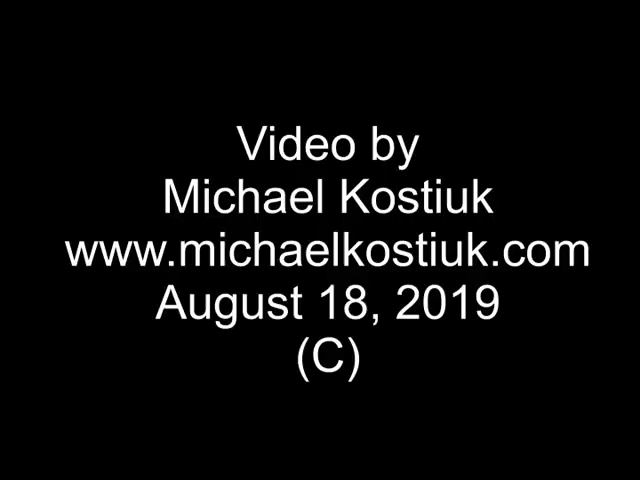 Video by
Michael Kostiuk
www.michaelkostiuk.com
August 18, 2019
(C)